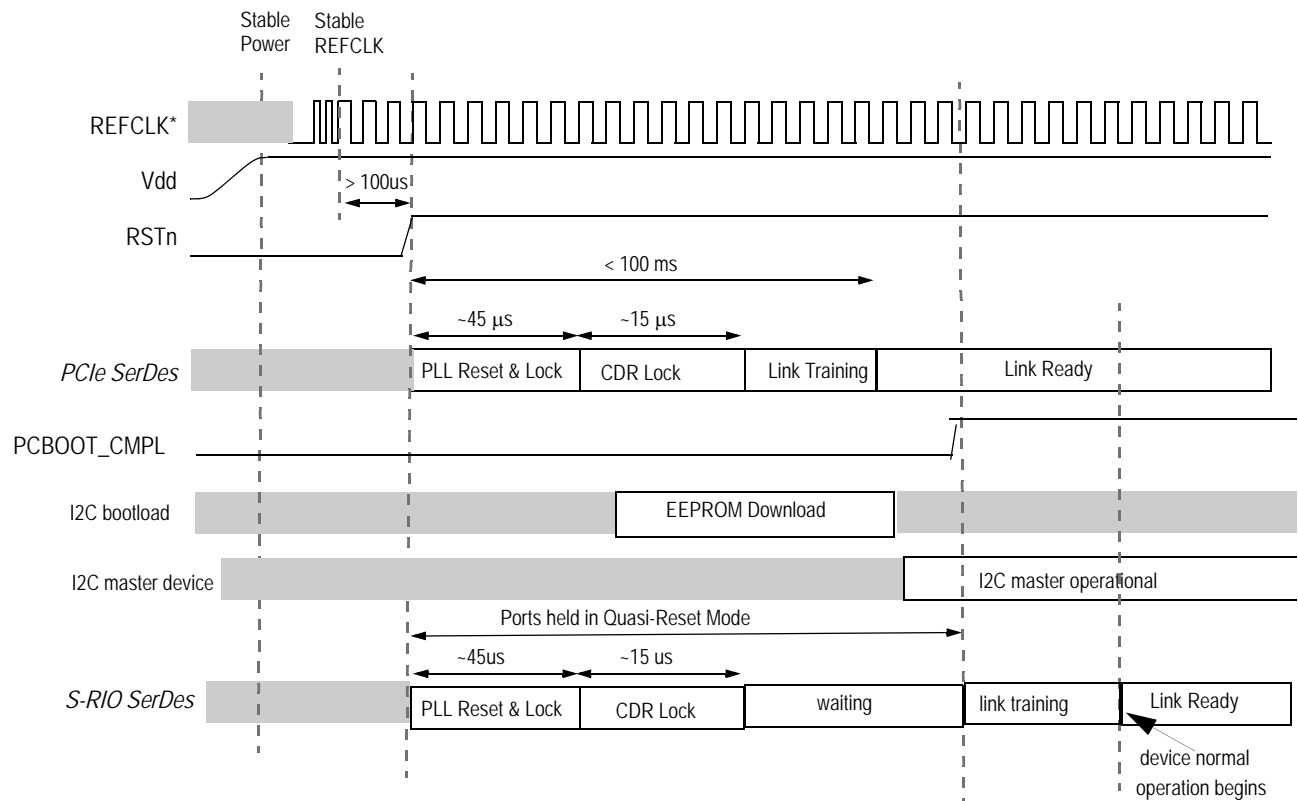 Stable
Power
Stable
REFCLK
REFCLK*
Vdd
> 100us
RSTn
< 100 ms
~45 μs
~15 μs
PCIe SerDes
PLL Reset & Lock
CDR Lock
Link Training
Link Ready
PCBOOT_CMPL
I2C bootload
EEPROM Download
I2C master device
I2C master operational
Ports held in Quasi-Reset Mode
~45us
~15 us
S-RIO SerDes
PLL Reset & Lock
CDR Lock
waiting
link training
Link Ready
device normal
operation begins